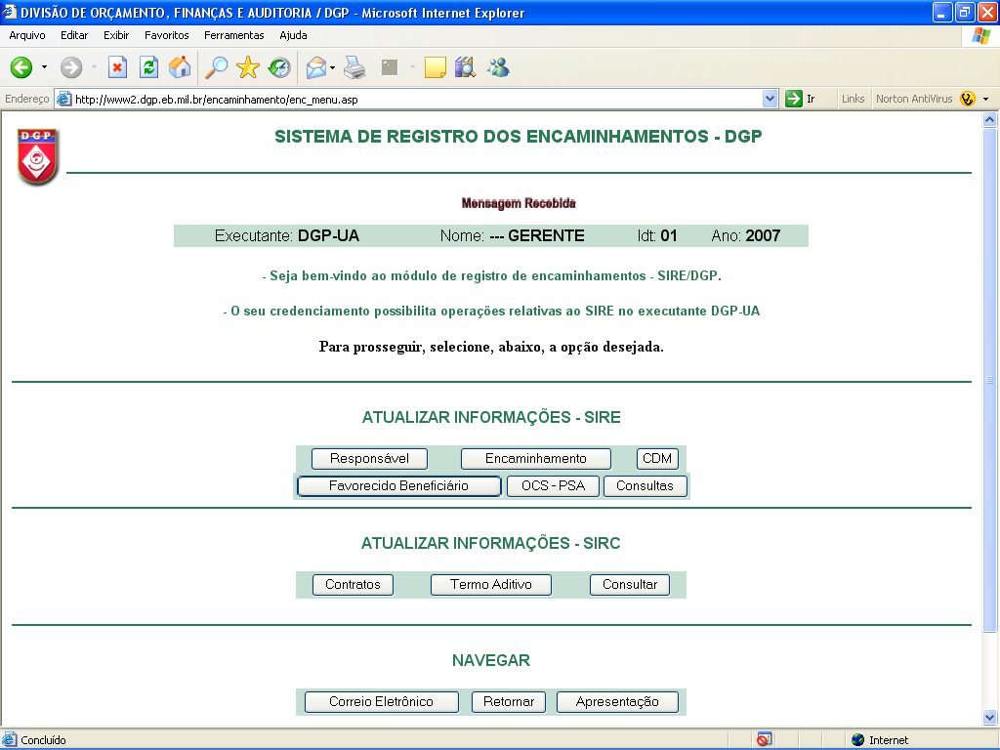 DIVISÃO DE ORÇAMENTO, FINANÇAS E AUDITORIA / DGP - Microsoft Internet Explorer
Arquivo Editar Exibir Favoritos Ferramentas Ajuda
Endereço http://www2.dgp.eb.mil.br/encaminhamento/enc_menu.asp Ir Links Norton AntiVirus
DGP
SISTEMA DE REGISTRO DOS ENCAMINHAMENTOS - DGP
Mensagem Recebida
Executante: DGP-UA Nome: --- GERENTE Idt: 01 Ano: 2007
- Seja bem-vindo ao módulo de registro de encaminhamentos - SIRE/DGP.
- O seu credenciamento possibilita operações relativas ao SIRE no executante DGP-UA
Para prosseguir, selecione, abaixo, a opção desejada.
ATUALIZAR INFORMAÇÕES - SIRE
Responsável Encaminhamento CDM
Favorecido Beneficiário OCS - PSA Consultas
ATUALIZAR INFORMAÇÕES - SIRC
Contratos Termo Aditivo Consultar
NAVEGAR
Correio Eletrônico Retornar Apresentação
Concluído Internet